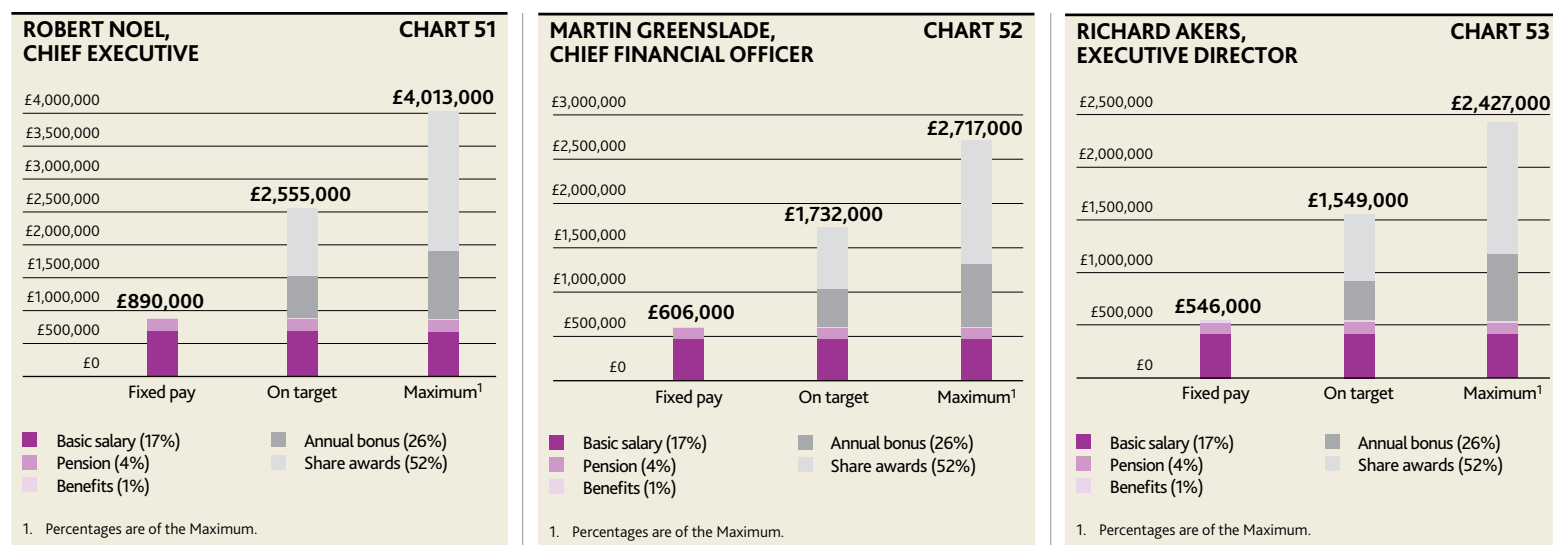 ROBERT NOEL,
CHIEF EXECUTIVE
CHART 51
£4,000,000
£3,500,000
£3,000,000
£2,500,000
£2,000,000
£1,500,000
£1,000,000
£500,000
£0
£890,000
£2,555,000
£4,013,000
Fixed pay
On target
Maximum¹
Basic salary (17%)
Pension (4%)
Benefits (1%)
Annual bonus (26%)
Share awards (52%)
1. Percentages are of the Maximum.
MARTIN GREENSLADE,
CHIEF FINANCIAL OFFICER
CHART 52
£3,000,000
£2,500,000
£2,000,000
£1,500,000
£1,000,000
£500,000
£0
£606,000
£1,732,000
£2,717,000
Fixed pay
On target
Maximum¹
Basic salary (17%)
Pension (4%)
Benefits (1%)
Annual bonus (26%)
Share awards (52%)
1. Percentages are of the Maximum.
RICHARD AKERS,
EXECUTIVE DIRECTOR
CHART 53
£2,500,000
£2,000,000
£1,500,000
£1,000,000
£500,000
£0
£546,000
£1,549,000
£2,427,000
Fixed pay
On target
Maximum¹
Basic salary (17%)
Pension (4%)
Benefits (1%)
Annual bonus (26%)
Share awards (52%)
1. Percentages are of the Maximum.